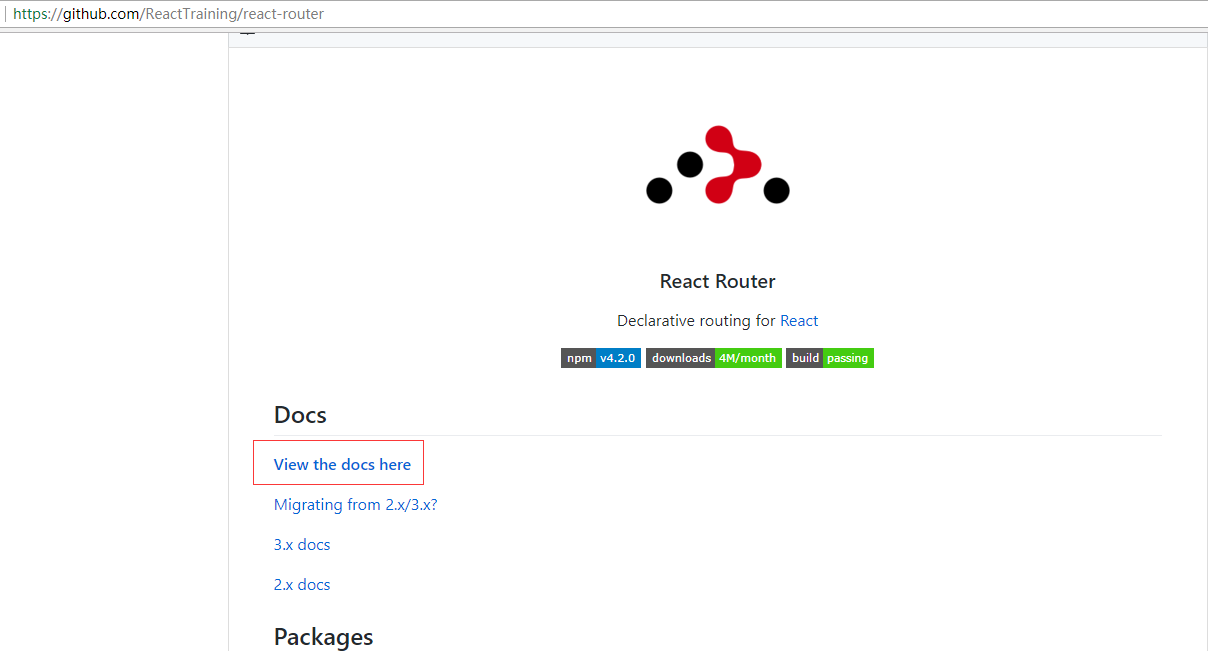 https://github.com/ReactTraining/react-router
React Router
Declarative routing for React
npm v4.2.0 downloads 4M/month build passing
Docs
View the docs here
Migrating from 2.x/3.x?
3.x docs
2.x docs
Packages